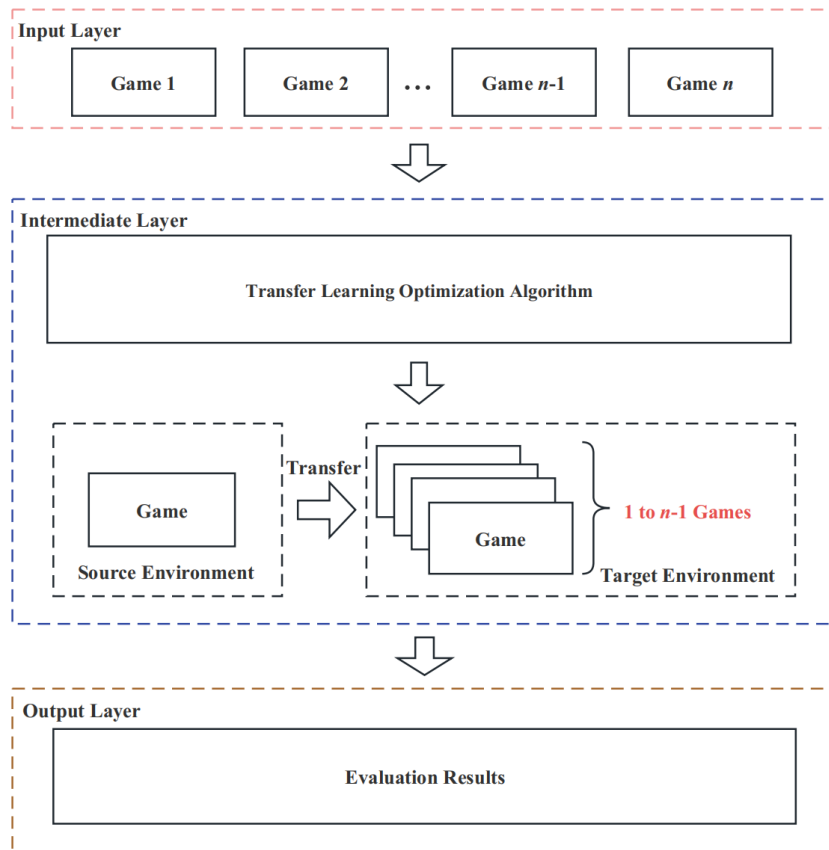 Input Layer
Game 1
Game 2
...
Game n-1
Game n
Intermediate Layer
Transfer Learning Optimization Algorithm
Transfer
Game
Source Environment
Game
1 to n-1 Games
Target Environment
Output Layer
Evaluation Results